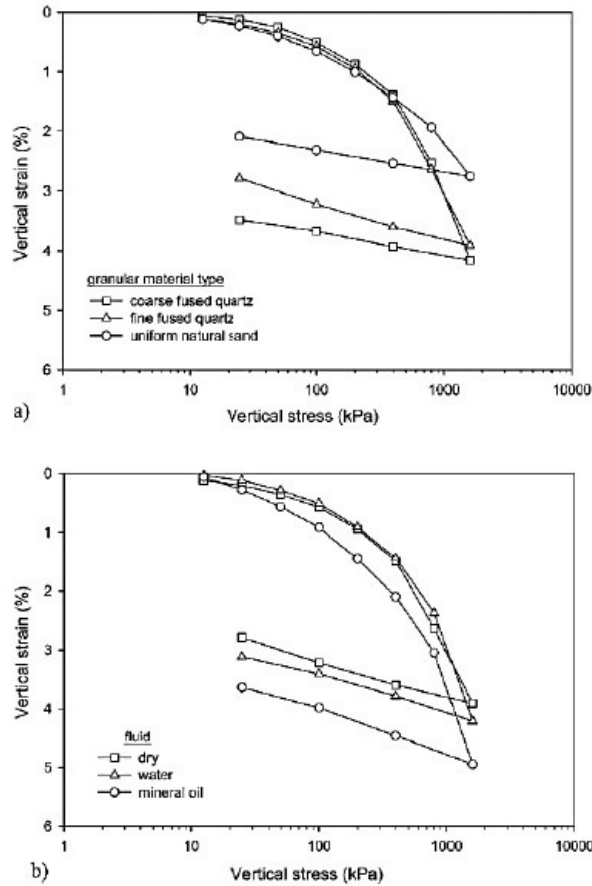 0
1
2
3
4
5
6
Vertical strain (%)
granular material type
coarse fused quartz
fine fused quartz
uniform natural sand
1 10 100 1000 10000
a)
Vertical stress (kPa)
0
1
2
3
4
5
6
Vertical strain (%)
fluid
dry
water
mineral oil
1 10 100 1000 10000
b)
Vertical stress (kPa)